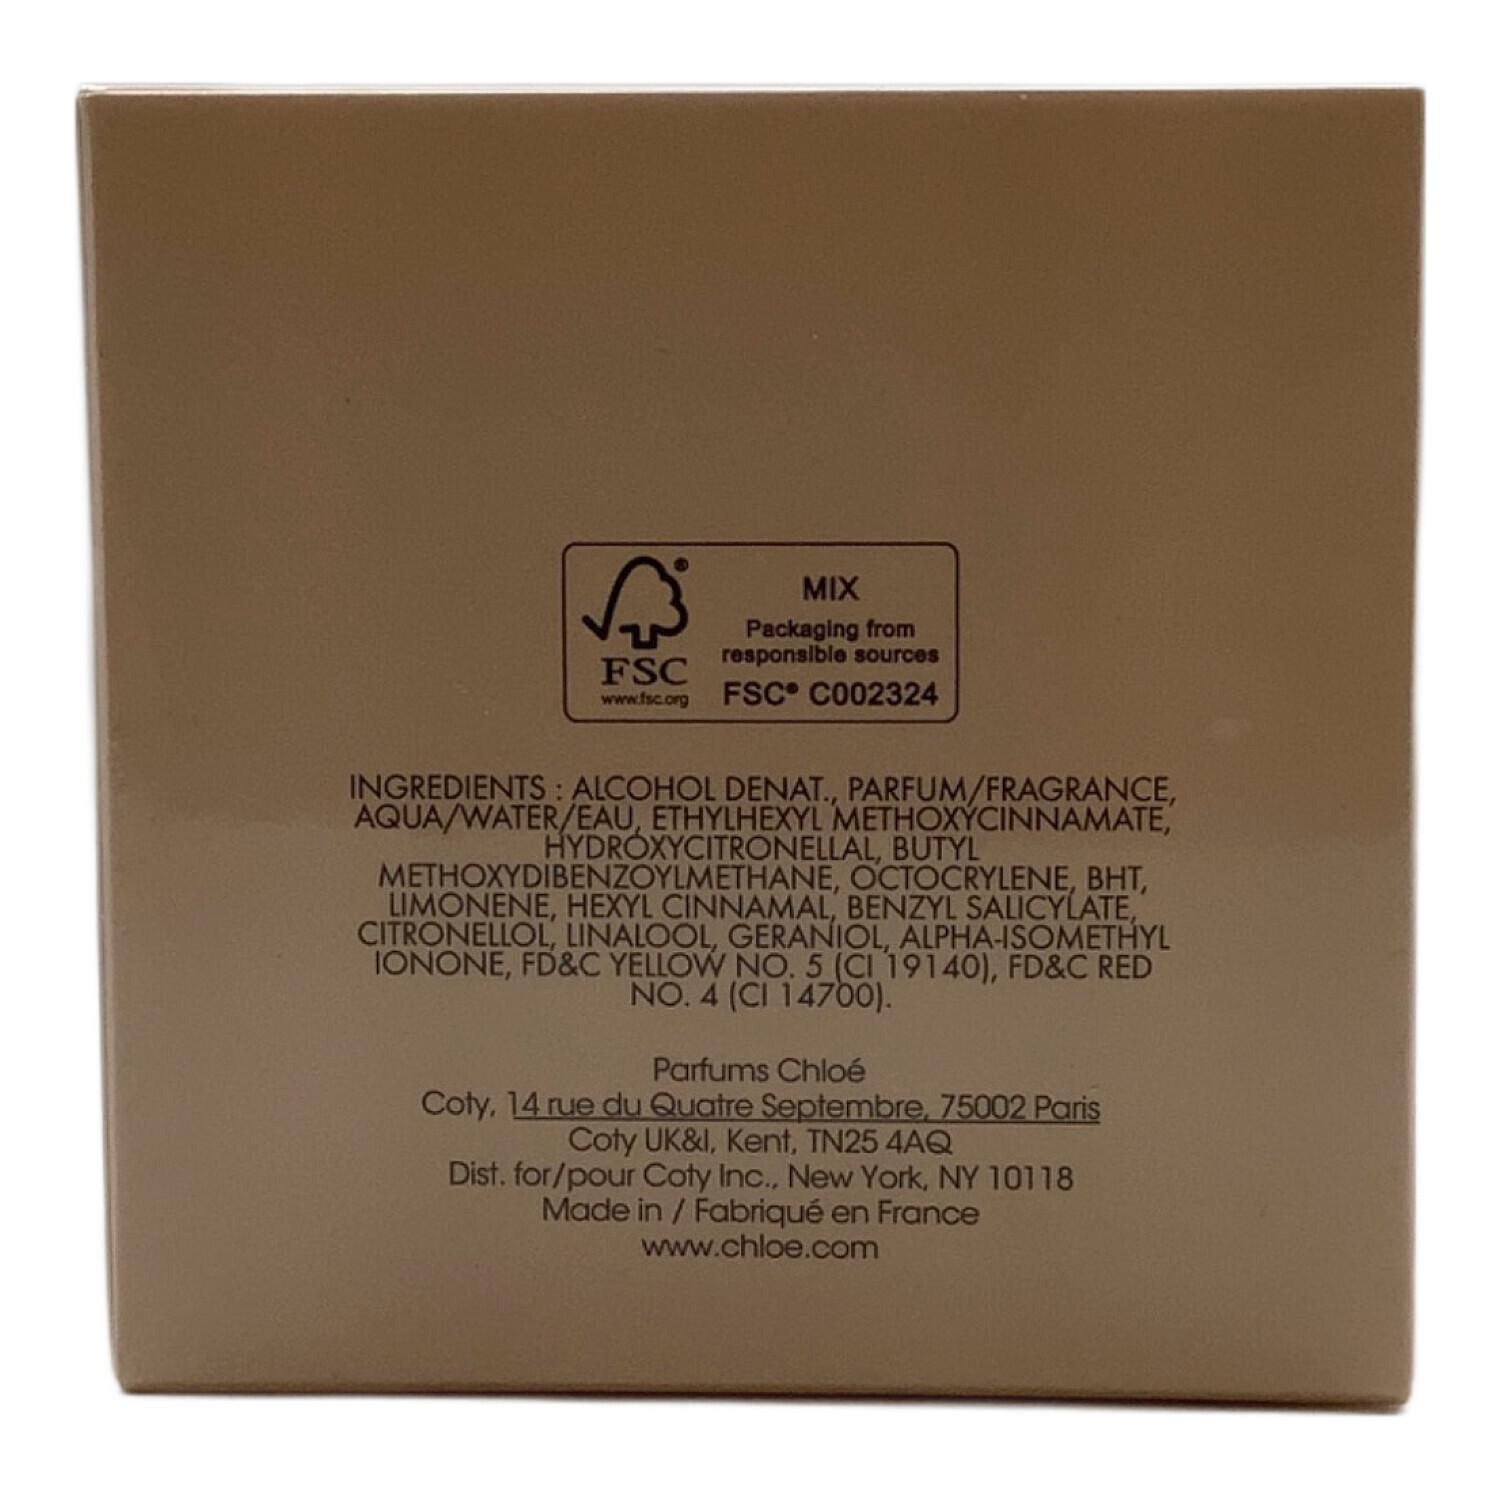 ®
FSC
www.fsc.org
MIX
Packaging from
responsible sources
FSC® C002324
INGREDIENTS : ALCOHOL DENAT., PARFUM/FRAGRANCE,
AQUA/WATER/EAU, ETHYLHEXYL METHOXYCINNAMATE,
HYDROXYCITRONELLAL, BUTYL
METHOXYDIBENZOYLMETHANE, OCTOCRYLENE, BHT,
LIMONENE, HEXYL CINNAMAL, BENZYL SALICYLATE,
CITRONELLOL, LINALOOL, GERANIOL, ALPHA-ISOMETHYL
IONONE, FD&C YELLOW NO. 5 (CI 19140), FD&C RED
NO. 4 (CI 14700).
Parfums Chloé
Coty, 14 rue du Quatre Septembre, 75002 Paris
Coty UK&I, Kent, TN25 4AQ
Dist. for/pour Coty Inc., New York, NY 10118
Made in / Fabriqué en France
www.chloe.com